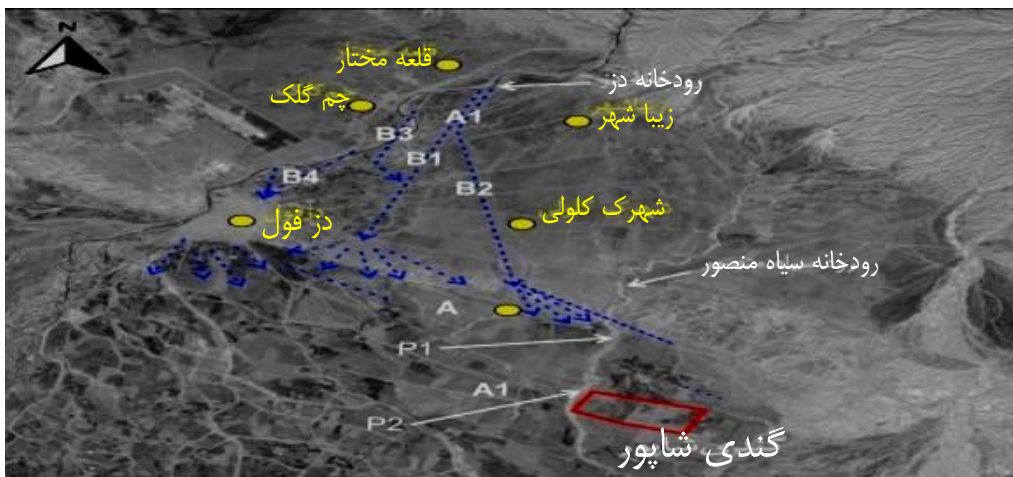 N
قلعه مختار
رودخانه دز
چم گلک
زیبا شهر
A1
B3
B1
B4
B2
شهرک کلولی
دز فول
رودخانه سیاه منصور
A
P1
A1
P2
گندی شاپور